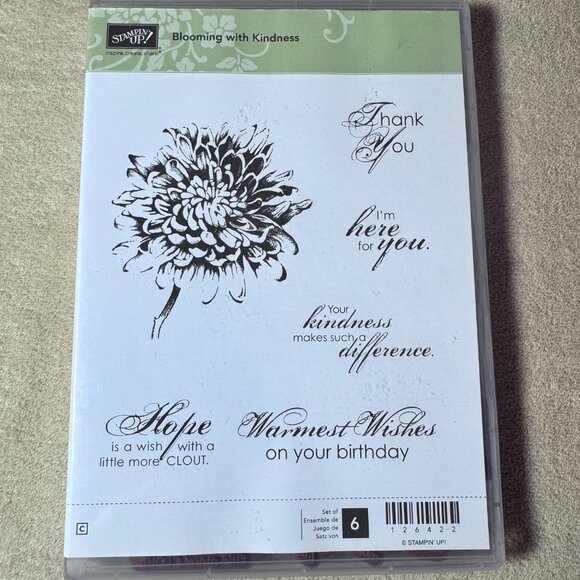 STAMPIN' UP!
inspire.create.share®
Blooming with Kindness
Thank
You
I'm
here
for you.
Your
kindness
makes such a
difference.
Hope
is a wish with a
little more CLOUT.
Warmest Wishes
on your birthday
Set of
Ensemble de
Juego de
Satz von
6
126422
© STAMPIN' UP!
C